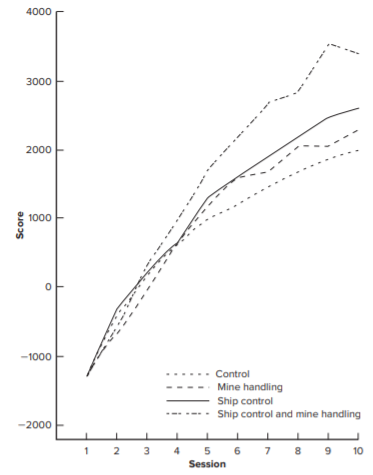 4000
3000
2000
1000
0
−1000
−2000
Score
Control
Mine handling
Ship control
Ship control and mine handling
1 2 3 4 5 6 7 8 9 10
Session